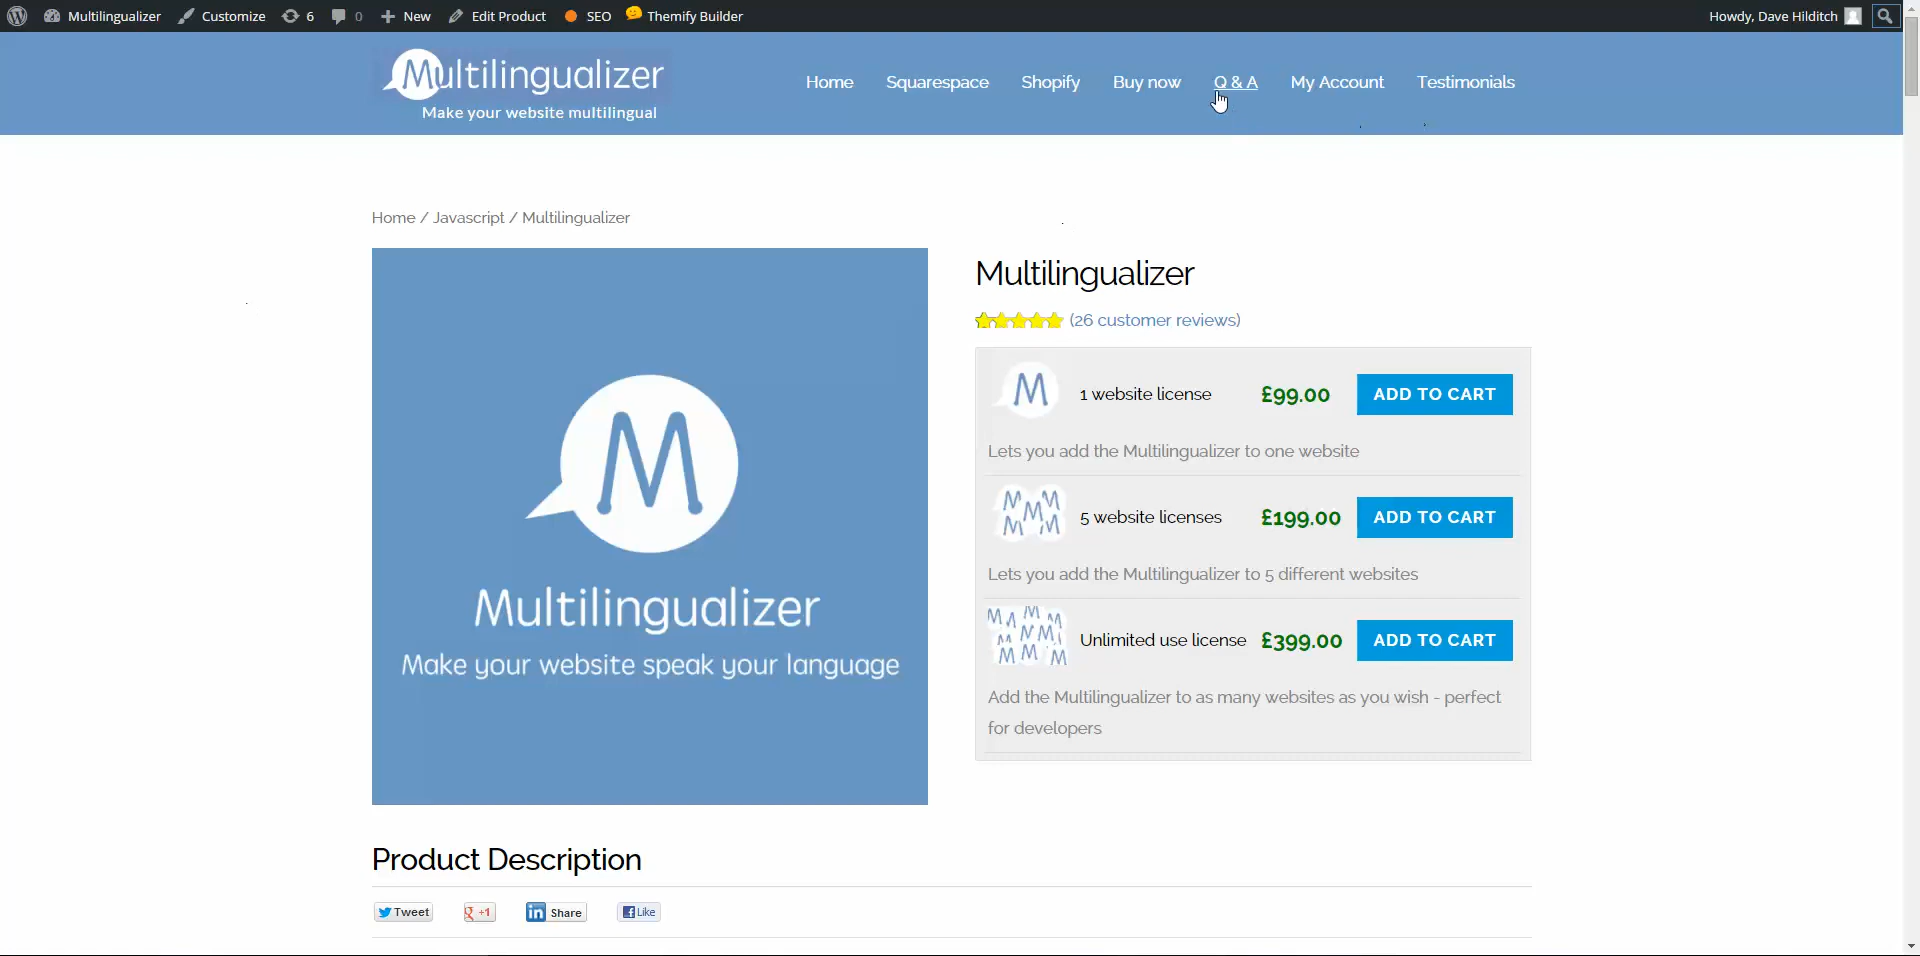 Multilingualizer Customize 6 0 New Edit Product SEO Themify Builder Howdy, Dave Hilditch
Multilingualizer
Make your website multilingual
Home Squarespace Shopify Buy now Q & A My Account Testimonials
Home / Javascript / Multilingualizer
M
Multilingualizer
Make your website speak your language
Multilingualizer
(26 customer reviews)
M 1 website license £99.00 ADD TO CART
Lets you add the Multilingualizer to one website
M M M M M 5 website licenses £199.00 ADD TO CART
Lets you add the Multilingualizer to 5 different websites
Unlimited use license £399.00 ADD TO CART
Add the Multilingualizer to as many websites as you wish - perfect
for developers
Product Description
Tweet g +1 in Share f Like